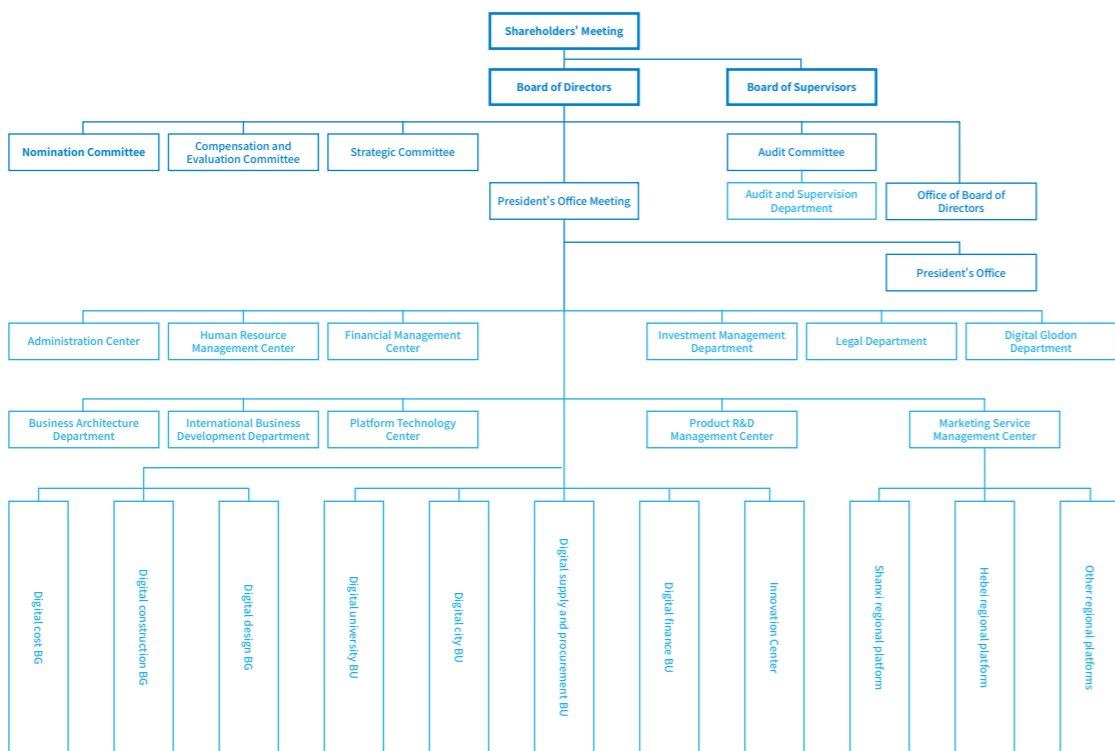 Shareholders' Meeting
Board of Directors
Board of Supervisors
Nomination Committee
Compensation and
Evaluation Committee
Strategic Committee
Audit Committee
President's Office Meeting
Audit and Supervision
Department
Office of Board of
Directors
President's Office
Administration Center
Human Resource
Management Center
Financial Management
Center
Investment Management
Department
Legal Department
Digital Glodon
Department
Business Architecture
Department
International Business
Development Department
Platform Technology
Center
Product R&D
Management Center
Marketing Service
Management Center
Digital cost BG
Digital construction BG
Digital design BG
Digital university BU
Digital city BU
Digital supply and procurement BU
Digital finance BU
Innovation Center
Shanxi regional platform
Hebei regional platform
Other regional platforms